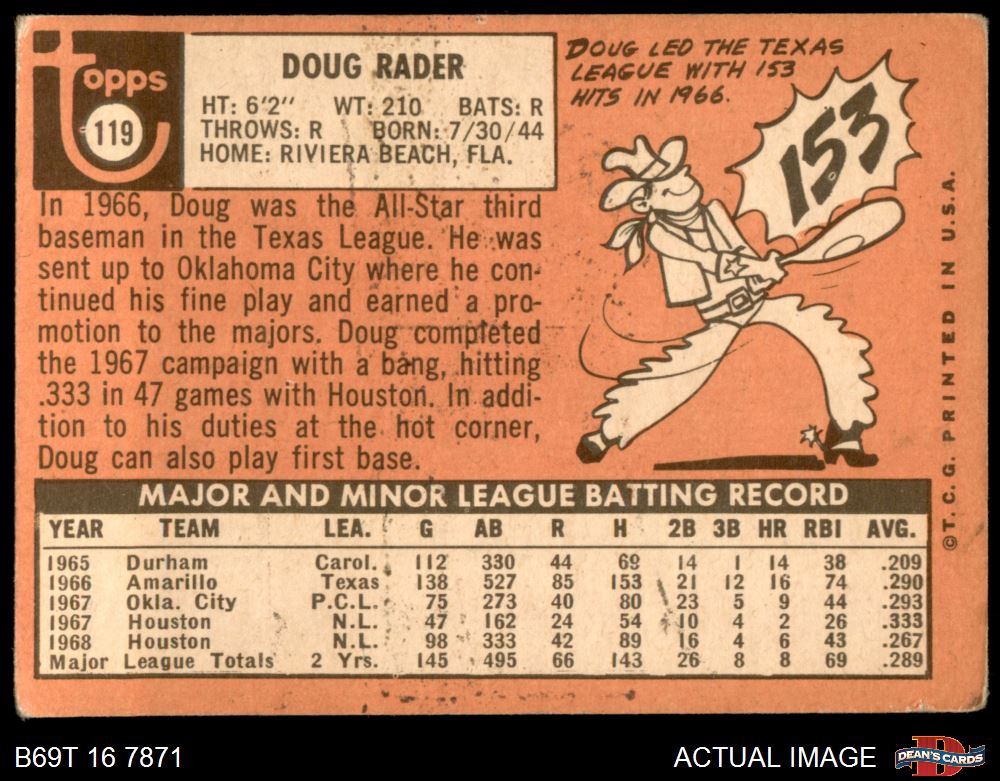 topps
119
DOUG RADER
HT: 6'2" WT: 210 BATS: R
THROWS: R BORN: 7/30/44
HOME: RIVIERA BEACH, FLA.
DOUG LED THE TEXAS
LEAGUE WITH 153
HITS IN 1966.
153
In 1966, Doug was the All-Star third
baseman in the Texas League. He was
sent up to Oklahoma City where he con-
tinued his fine play and earned a pro-
motion to the majors. Doug completed
the 1967 campaign with a bang, hitting
.333 in 47 games with Houston. In addi-
tion to his duties at the hot corner,
Doug can also play first base.
©T.C.G. PRINTED IN U.S.A.
MAJOR AND MINOR LEAGUE BATTING RECORD
YEAR TEAM LEA. G AB R H 2B 3B HR RBI AVG.
1965 Durham Carol. 112 330 44 69 14 1 14 38 .209
1966 Amarillo Texas 138 527 85 153 21 12 16 74 .290
1967 Okla. City P.C.L. 75 273 40 80 23 5 9 44 .293
1967 Houston N.L. 47 162 24 54 10 4 2 26 .333
1968 Houston N.L. 98 333 42 89 16 4 6 43 .267
Major League Totals 2 Yrs. 145 495 66 143 26 8 8 69 .289
B69T 16 7871
ACTUAL IMAGE
D
DEAN'S CARDS